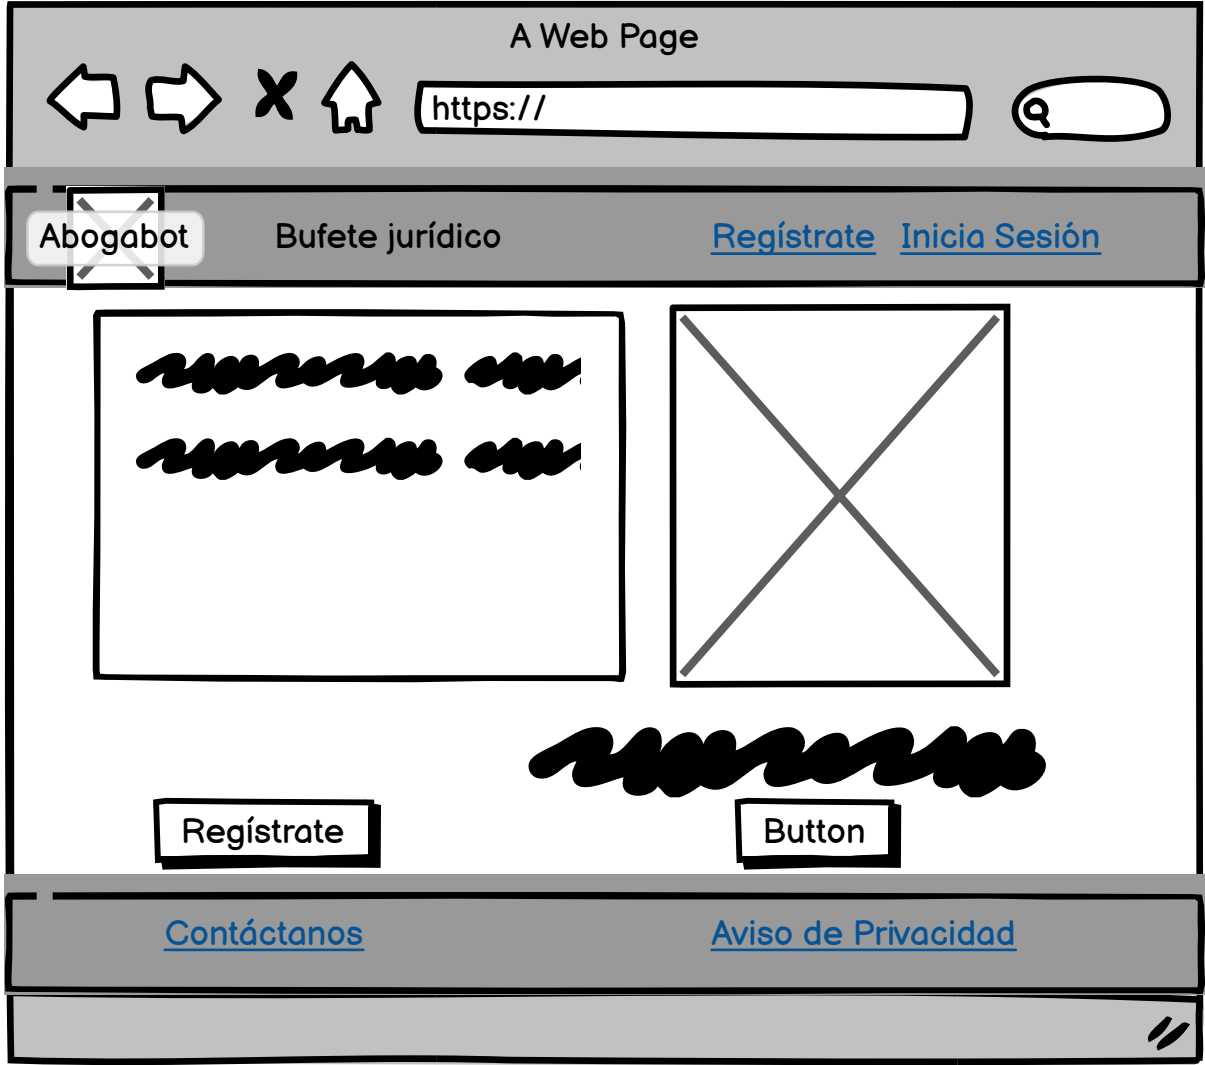 A Web Page
https://
Abogabot
Bufete jurídico
Regístrate
Inicia Sesión
Regístrate
Button
Contáctanos
Aviso de Privacidad